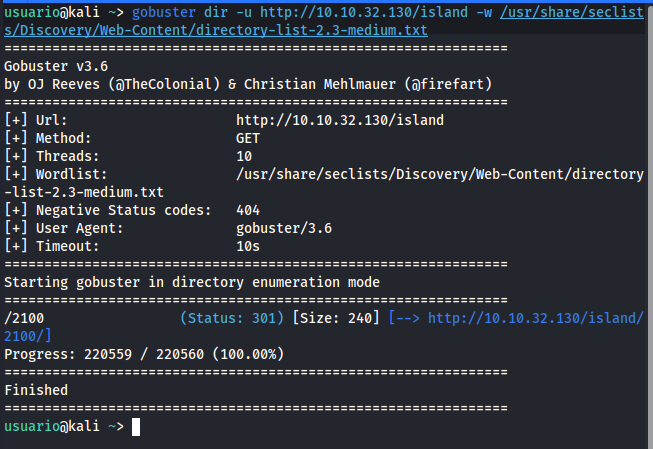 usuario@kali ~> gobuster dir -u http://10.10.32.130/island -w /usr/share/seclist
s/Discovery/Web-Content/directory-list-2.3-medium.txt
===============================================================
Gobuster v3.6
by OJ Reeves (@TheColonial) & Christian Mehlmauer (@firefart)
===============================================================
[+] Url:                     http://10.10.32.130/island
[+] Method:                  GET
[+] Threads:                 10
[+] Wordlist:                /usr/share/seclists/Discovery/Web-Content/directory
-list-2.3-medium.txt
[+] Negative Status codes:   404
[+] User Agent:              gobuster/3.6
[+] Timeout:                 10s
===============================================================
Starting gobuster in directory enumeration mode
===============================================================
/2100                (Status: 301) [Size: 240] [--> http://10.10.32.130/island/
2100/]
Progress: 220559 / 220560 (100.00%)
===============================================================
Finished
===============================================================
usuario@kali ~>